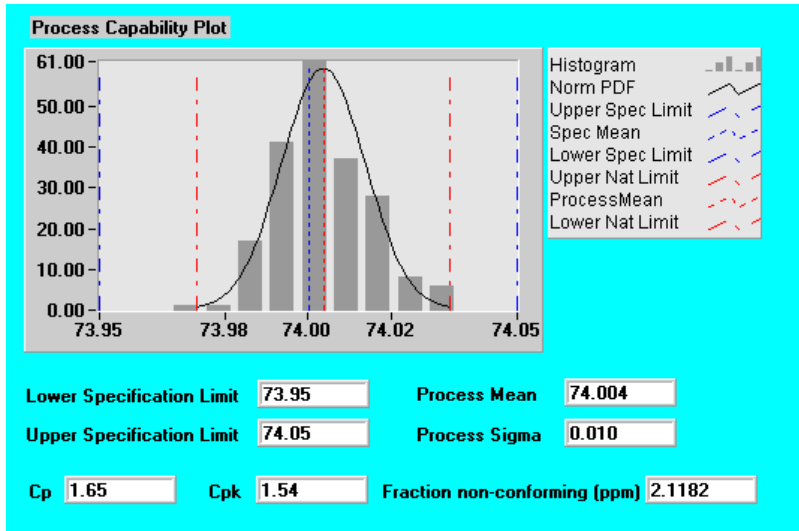 Process Capability Plot
61.00
50.00
40.00
30.00
20.00
10.00
0.00
73.95 73.98 74.00 74.02 74.05
Histogram
Norm PDF
Upper Spec Limit
Spec Mean
Lower Spec Limit
Upper Nat Limit
ProcessMean
Lower Nat Limit
Lower Specification Limit 73.95 Process Mean 74.004
Upper Specification Limit 74.05 Process Sigma 0.010
Cp 1.65 Cpk 1.54 Fraction non-conforming (ppm) 2.1182